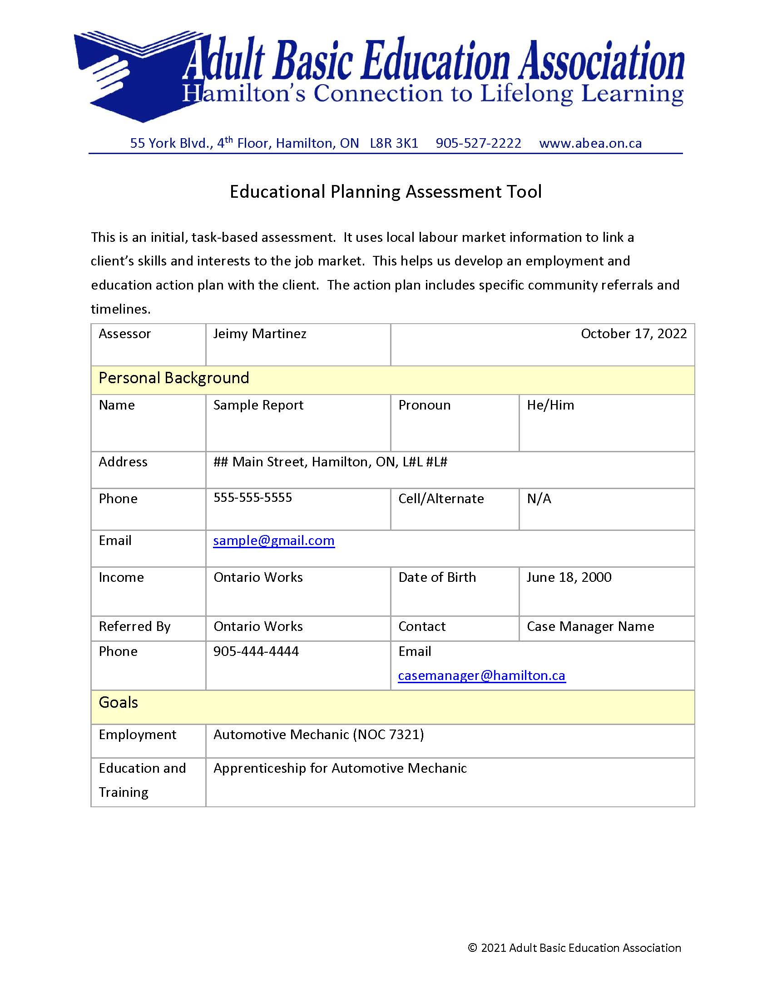 Adult Basic Education Association
Hamilton's Connection to Lifelong Learning
55 York Blvd., 4th Floor, Hamilton, ON   L8R 3K1   905-527-2222   www.abea.on.ca
Educational Planning Assessment Tool
This is an initial, task-based assessment.  It uses local labour market information to link a
client’s skills and interests to the job market.  This helps us develop an employment and
education action plan with the client.  The action plan includes specific community referrals and
timelines.
Assessor   Jeimy Martinez   October 17, 2022
Personal Background
Name   Sample Report   Pronoun   He/Him
Address   ## Main Street, Hamilton, ON, L#L #L#
Phone   555-555-5555   Cell/Alternate   N/A
Email   sample@gmail.com
Income   Ontario Works   Date of Birth   June 18, 2000
Referred By   Ontario Works   Contact   Case Manager Name
Phone   905-444-4444   Email
casemanager@hamilton.ca
Goals
Employment   Automotive Mechanic (NOC 7321)
Education and   Apprenticeship for Automotive Mechanic
Training
© 2021 Adult Basic Education Association